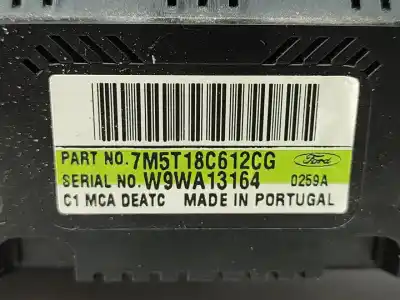 PART NO. 7M5T18C612CG Ford
SERIAL NO. W9WA13164 0259A
C1 MCA DEATC MADE IN PORTUGAL